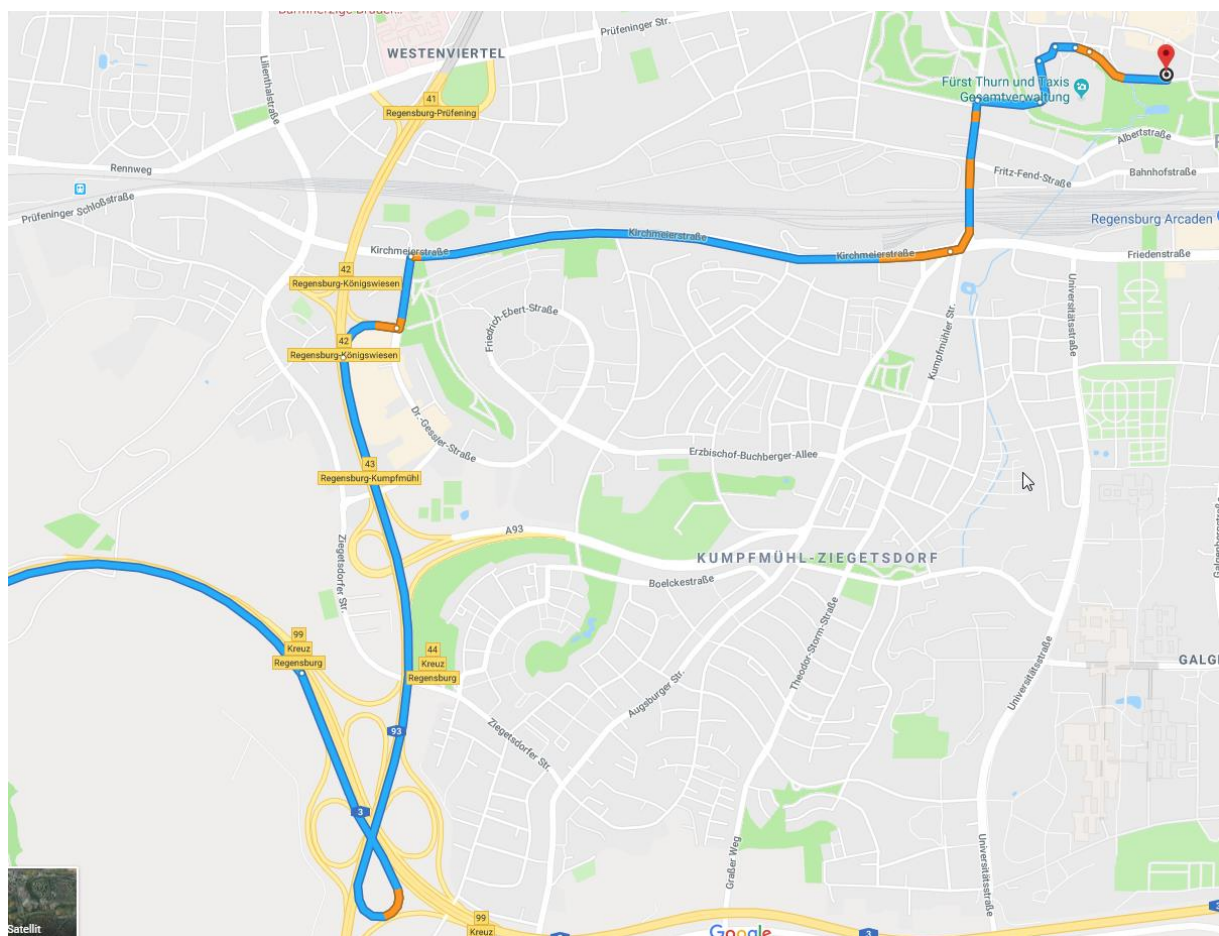 Prüfeninger Str.
WESTENVIERTEL
Lilienthalstraße
41
Regensburg-Prüfening
Fürst Thurn und Taxis
Gesamtverwaltung
Albertstraße
Rennweg
Fritz-Fend-Straße
Bahnhofstraße
Prüfeninger Schloßstraße
Regensburg Arcaden
Kirchmeierstraße
Kirchmeierstraße
Kirchmeierstraße
Friedenstraße
42
Regensburg-Königswiesen
Friedrich-Ebert-Straße
Universitätsstraße
42
Regensburg-Königswiesen
Kumpfmühler Str.
Dr.-Gessler-Straße
Erzbischof-Buchberger-Allee
43
Regensburg-Kumpfmühl
A93
Ziegetsdorfer Str.
KUMPFMÜHL-ZIEGETSDORF
Boelckestraße
99
Kreuz
Regensburg
44
Kreuz
Regensburg
Theodor-Storm-Straße
Universitätsstraße
GALG
Augsburger Str.
Ziegetsdorfer Str.
93
3
Graßer Weg
Universitätsstraße
99
Kreuz
Google
3
3
Satellit